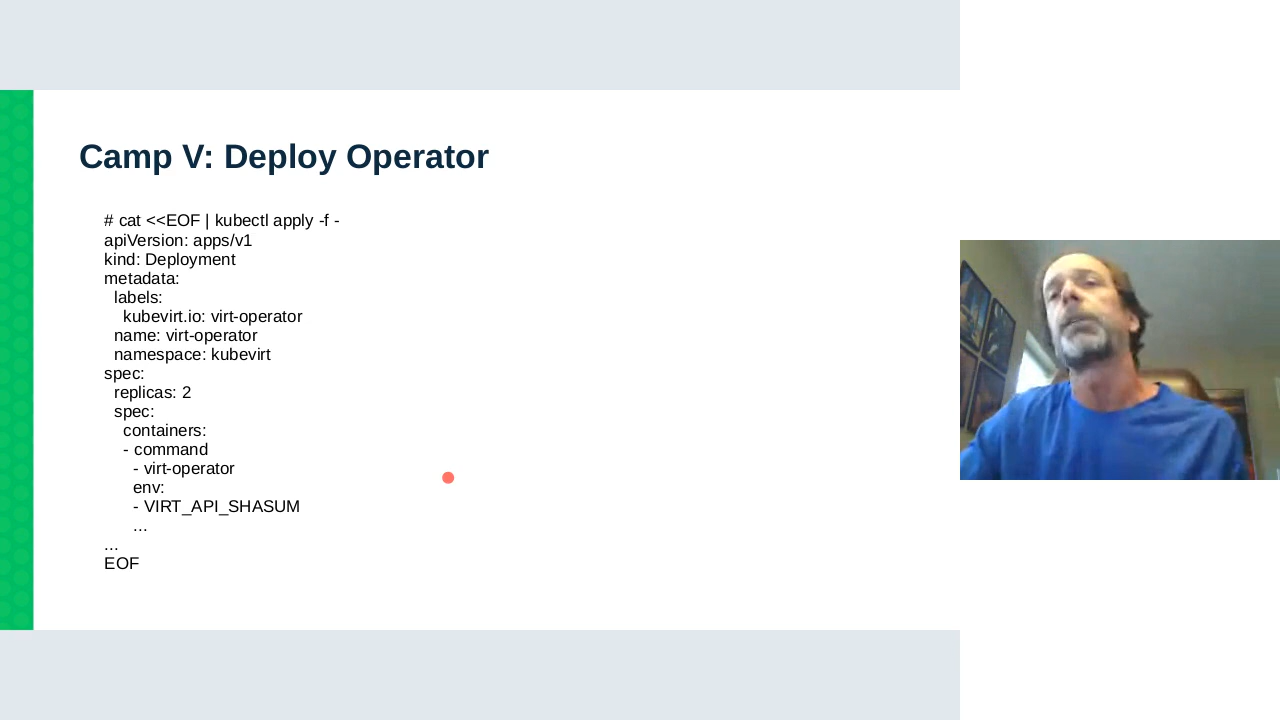 Camp V: Deploy Operator
# cat <<EOF | kubectl apply -f -
apiVersion: apps/v1
kind: Deployment
metadata:
  labels:
    kubevirt.io: virt-operator
  name: virt-operator
  namespace: kubevirt
spec:
  replicas: 2
  spec:
    containers:
    - command
      - virt-operator
      env:
      - VIRT_API_SHASUM
      ...
...
EOF